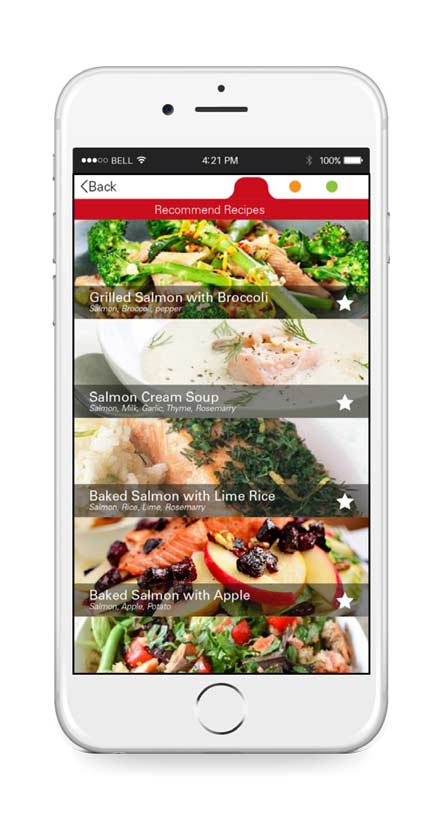 BELL 4:21 PM 100%
Back
Recommend Recipes
Grilled Salmon with Broccoli
Salmon, Broccoli, pepper
Salmon Cream Soup
Salmon, Milk, Garlic, Thyme, Rosemarry
Baked Salmon with Lime Rice
Salmon, Rice, Lime, Rosemarry
Baked Salmon with Apple
Salmon, Apple, Potato